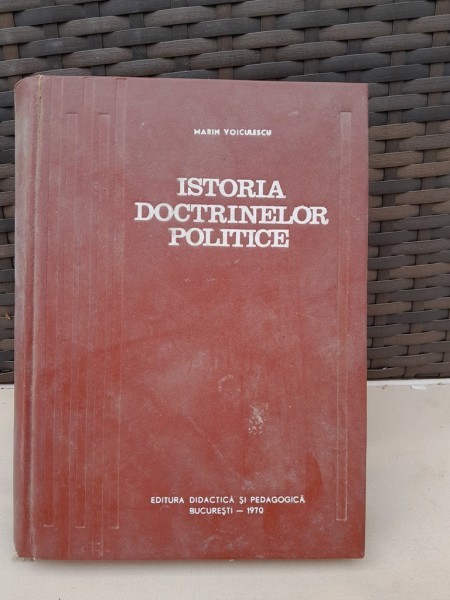 MARIN VOICULESCU
ISTORIA
DOCTRINELOR
POLITICE
EDITURA DIDACTICĂ ȘI PEDAGOGICĂ
BUCUREȘTI — 1970